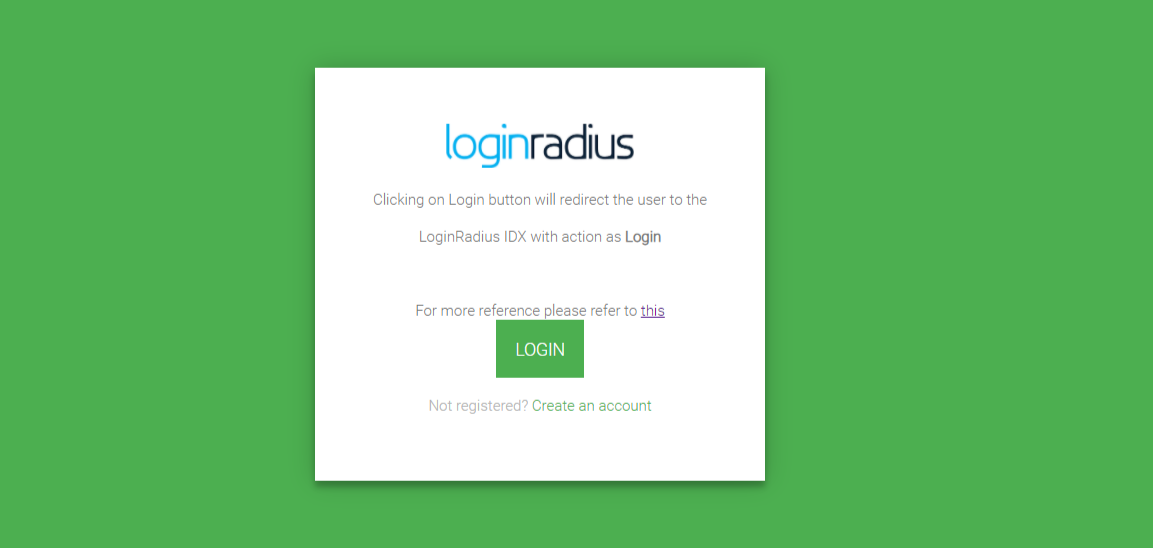 loginradius
Clicking on Login button will redirect the user to the
LoginRadius IDX with action as Login
For more reference please refer to this
LOGIN
Not registered? Create an account